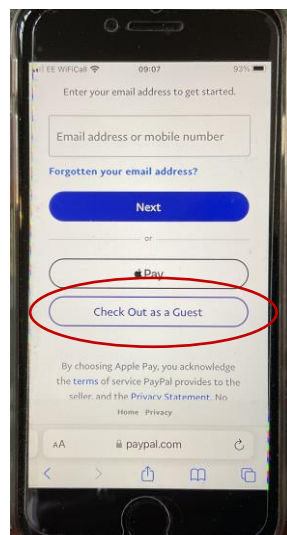 EE WiFiCall 09:07 93%
Enter your email address to get started.
Email address or mobile number
Forgotten your email address?
Next
or
Pay
Check Out as a Guest
By choosing Apple Pay, you acknowledge
the terms of service PayPal provides to the
seller, and the Privacy Statement. No
Home Privacy
AA paypal.com